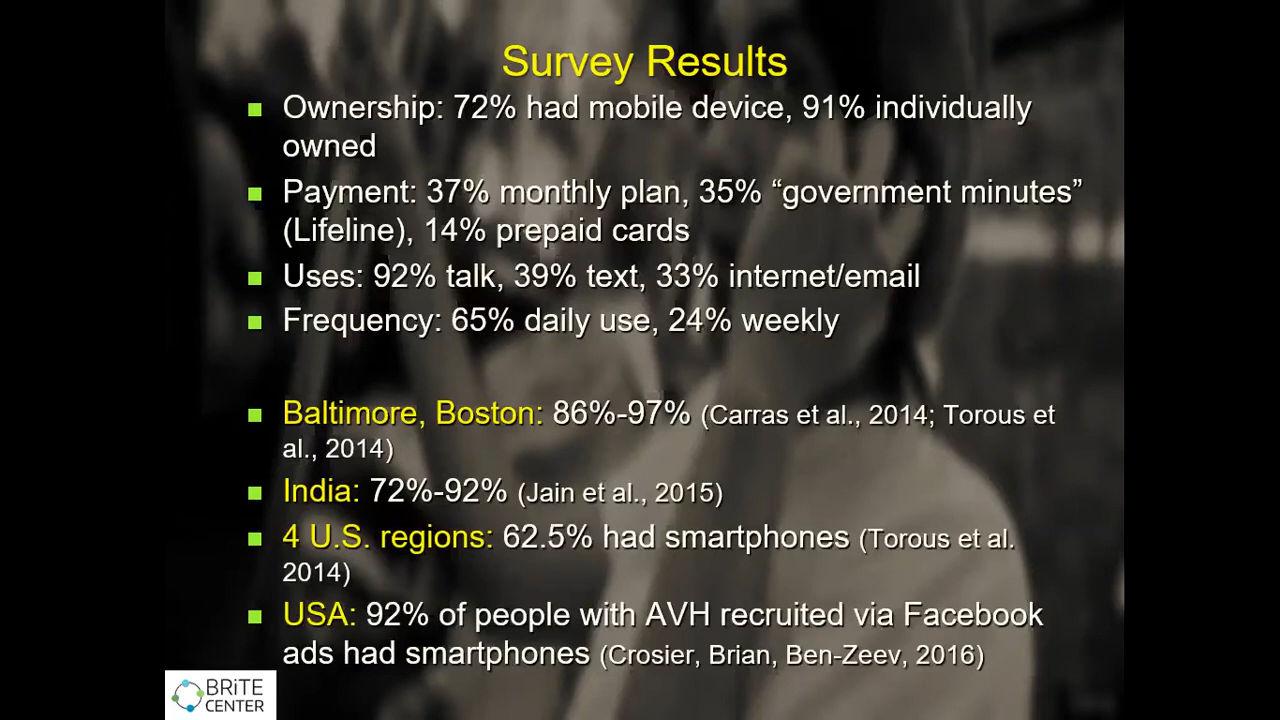 Survey Results
Ownership: 72% had mobile device, 91% individually
owned
Payment: 37% monthly plan, 35% “government minutes”
(Lifeline), 14% prepaid cards
Uses: 92% talk, 39% text, 33% internet/email
Frequency: 65% daily use, 24% weekly
Baltimore, Boston: 86%-97% (Carras et al., 2014; Torous et
al., 2014)
India: 72%-92% (Jain et al., 2015)
4 U.S. regions: 62.5% had smartphones (Torous et al.
2014)
USA: 92% of people with AVH recruited via Facebook
ads had smartphones (Crosier, Brian, Ben-Zeev, 2016)
BRiTE
CENTER